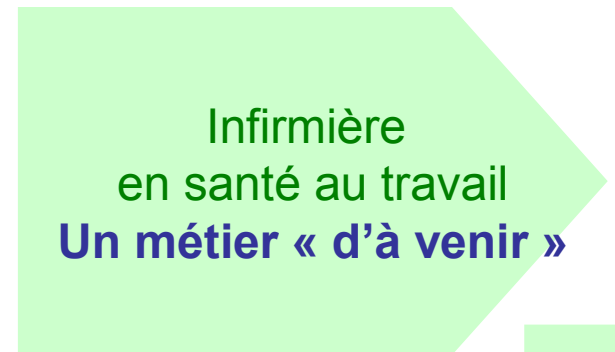 Infirmière
en santé au travail
Un métier « d’à venir »